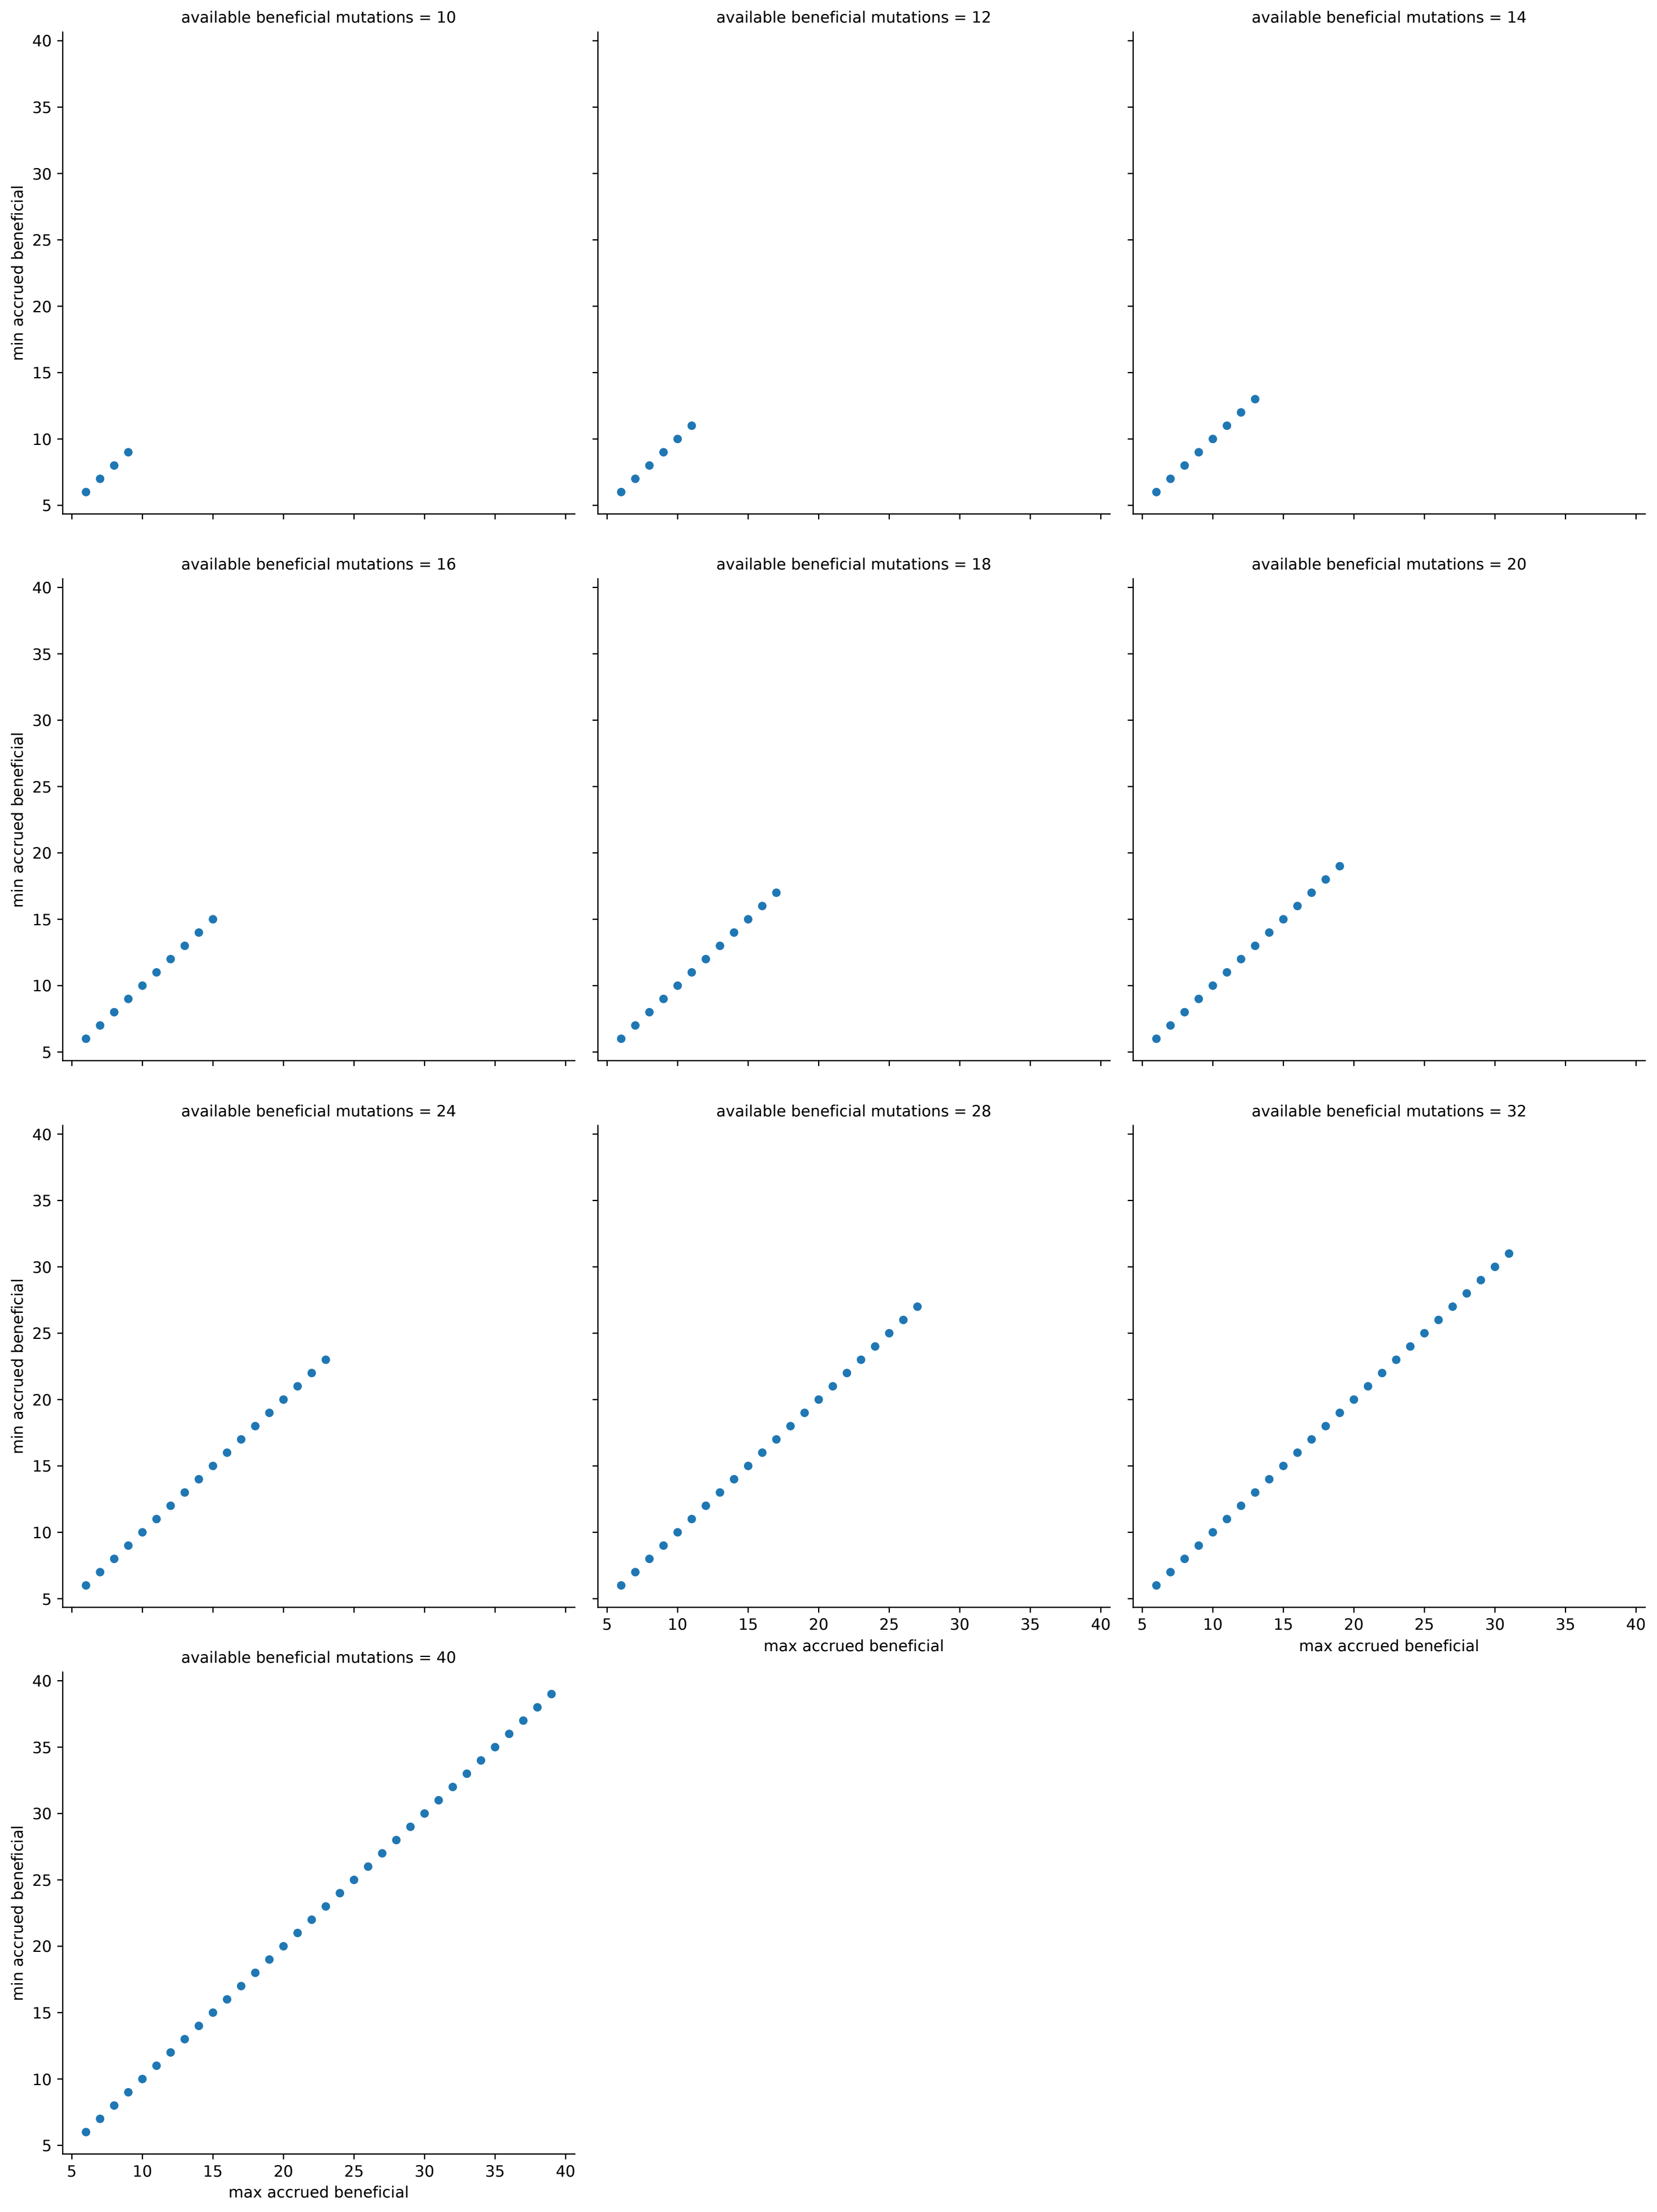 available beneficial mutations = 10
available beneficial mutations = 12
available beneficial mutations = 14
40
35
30
25
20
15
10
5
min accrued beneficial
available beneficial mutations = 16
available beneficial mutations = 18
available beneficial mutations = 20
40
35
30
25
20
15
10
5
min accrued beneficial
available beneficial mutations = 24
available beneficial mutations = 28
available beneficial mutations = 32
40
35
30
25
20
15
10
5
min accrued beneficial
5 10 15 20 25 30 35 40
max accrued beneficial
5 10 15 20 25 30 35 40
max accrued beneficial
available beneficial mutations = 40
40
35
30
25
20
15
10
5
min accrued beneficial
5 10 15 20 25 30 35 40
max accrued beneficial